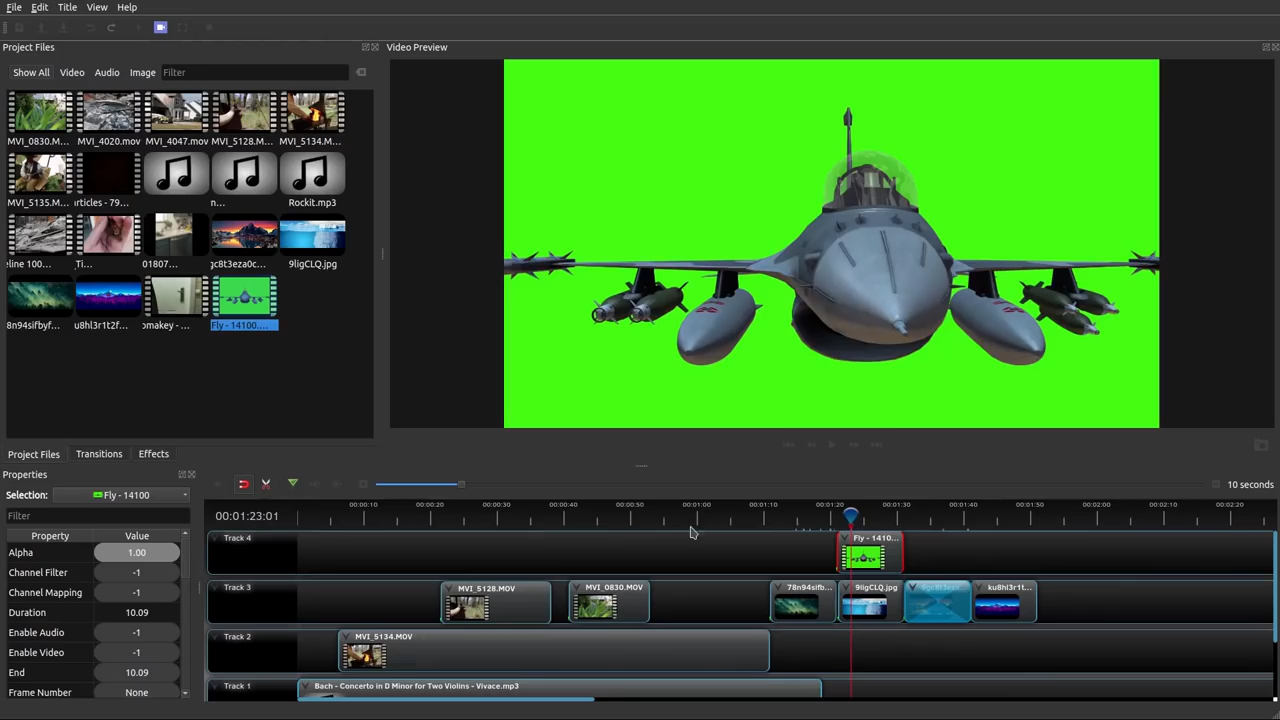 File Edit Title View Help
Project Files
Video Preview
Show All Video Audio Image Filter
MVI_0830.M... MVI_4020.mov MVI_4047.mov MVI_5128.M... MVI_5134.M...
MVI_5135.M... articles - 79... n... Rockit.mp3
eline 100... _Ti... 01807... gc8t3eza0c... 9ligCLQ.jpg
8n94sifbyf... u8hl3r1t2f... omakey - ... Fly - 14100....
Project Files Transitions Effects
Properties
Selection: Fly - 14100
10 seconds
Filter
00:01:23:01
00:00:10 00:00:20 00:00:30 00:00:40 00:00:50 00:01:00 00:01:10 00:01:20 00:01:30 00:01:40 00:01:50 00:02:00 00:02:10 00:02:20
Property Value
Alpha 1.00
Channel Filter -1
Channel Mapping -1
Duration 10.09
Enable Audio -1
Enable Video -1
End 10.09
Frame Number None
Track 4
Fly - 1410...
Track 3
MVI_5128.MOV MVI_0830.MOV 78n94sifb... 9ligCLQ.jpg ku8hl3r1t...
Track 2
MVI_5134.MOV
Track 1
Bach - Concerto in D Minor for Two Violins - Vivace.mp3